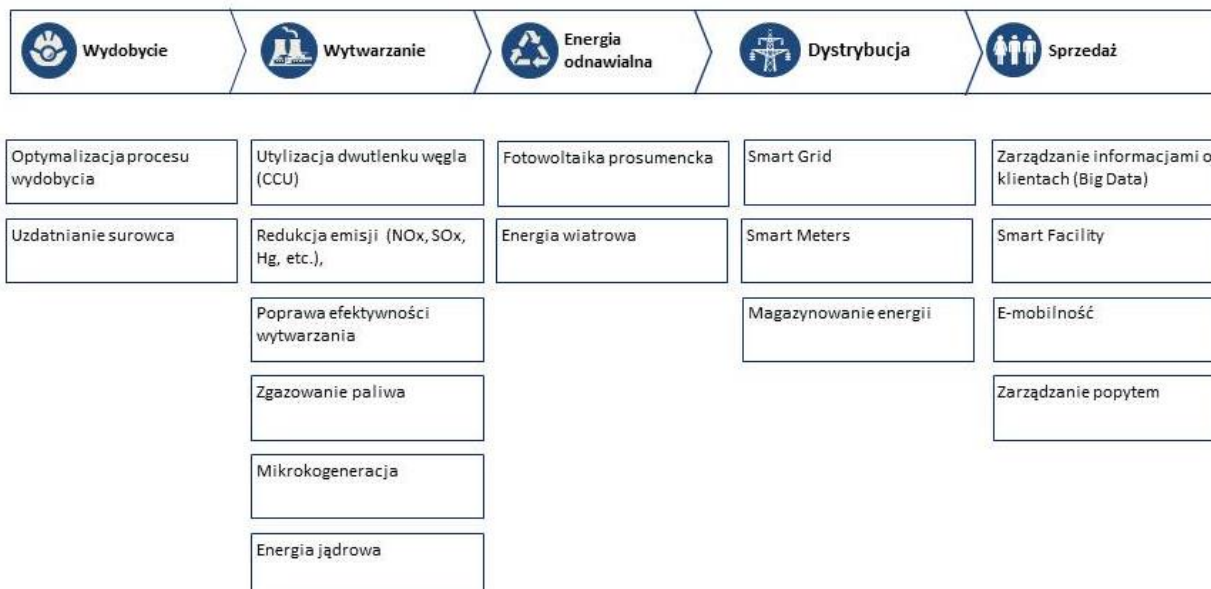 Wydobycie
Wytwarzanie
Energia
odnawialna
Dystrybucja
Sprzedaż
Optymalizacja procesu
wydobycia
Uzdatnianie surowca
Utylizacja dwutlenku węgla
(CCU)
Redukcja emisji (NOx, SOx,
Hg, etc.),
Poprawa efektywności
wytwarzania
Zgazowanie paliwa
Mikrokogeneracja
Energia jądrowa
Fotowoltaika prosumencka
Energia wiatrowa
Smart Grid
Smart Meters
Magazynowanie energii
Zarządzanie informacjami o
klientach (Big Data)
Smart Facility
E-mobilność
Zarządzanie popytem